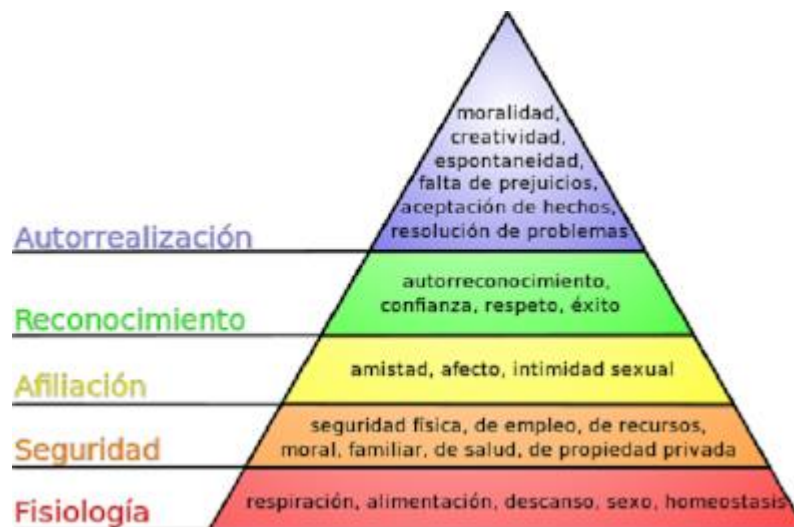 moralidad,
creatividad,
espontaneidad,
falta de prejuicios,
aceptación de hechos,
resolución de problemas
Autorrealización
autorreconocimiento,
confianza, respeto, éxito
Reconocimiento
amistad, afecto, intimidad sexual
Afiliación
seguridad física, de empleo, de recursos,
moral, familiar, de salud, de propiedad privada
Seguridad
respiración, alimentación, descanso, sexo, homeostasis
Fisiología